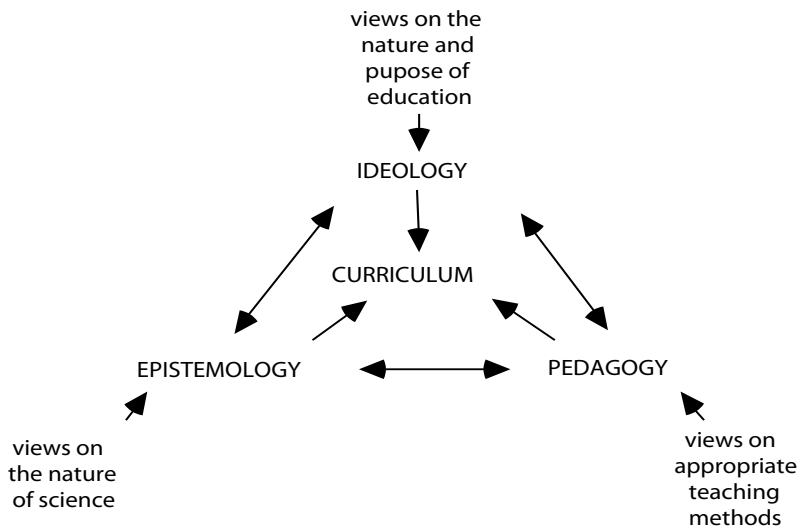 views on the
nature and
pupose of
education
IDEOLOGY
CURRICULUM
EPISTEMOLOGY
PEDAGOGY
views on
the nature
of science
views on
appropriate
teaching
methods